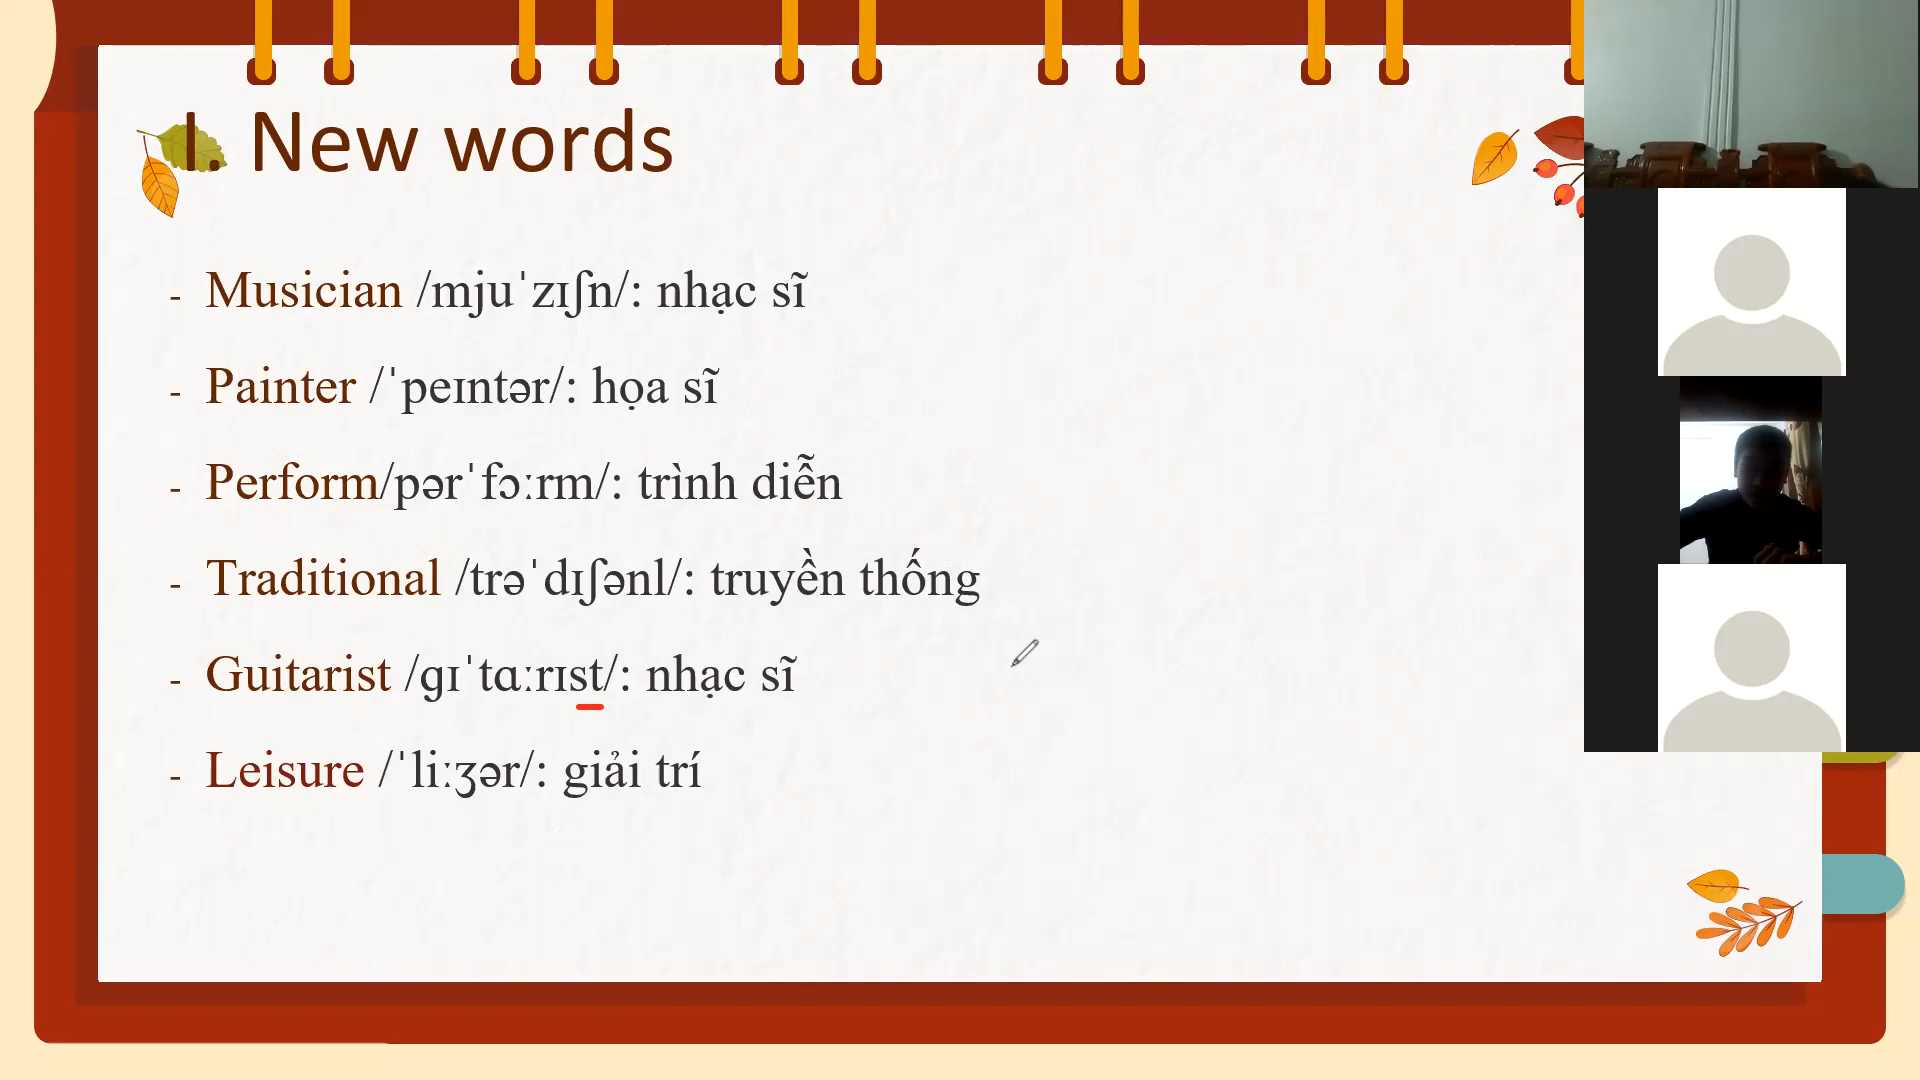 I. New words
- Musician /mjuˈzɪʃn/: nhạc sĩ
- Painter /ˈpeɪntər/: họa sĩ
- Perform/pərˈfɔːrm/: trình diễn
- Traditional /trəˈdɪʃənl/: truyền thống
- Guitarist /ɡɪˈtɑːrɪst/: nhạc sĩ
- Leisure /ˈliːʒər/: giải trí